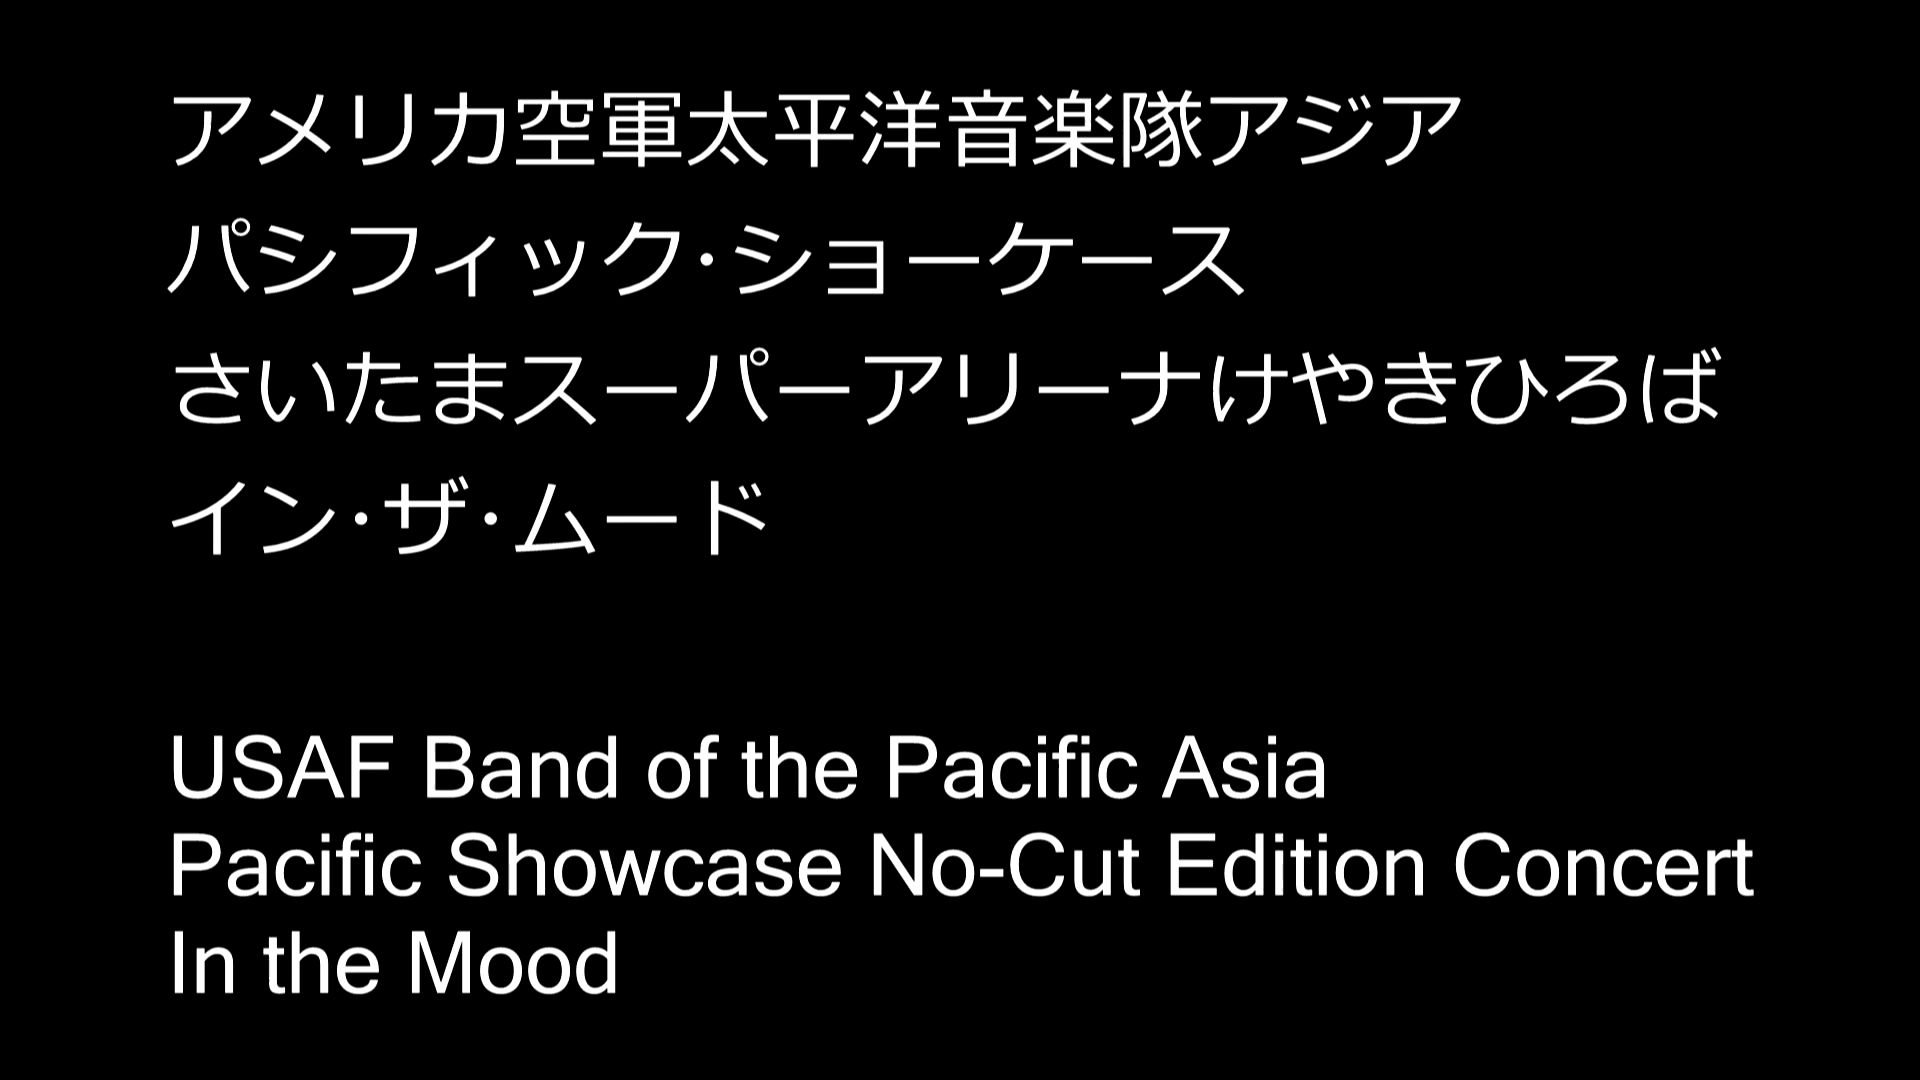 アメリカ空軍太平洋音楽隊アジア
パシフィック･ショーケース
さいたまスーパーアリーナけやきひろば
イン･ザ･ムード
USAF Band of the Pacific Asia
Pacific Showcase No-Cut Edition Concert
In the Mood